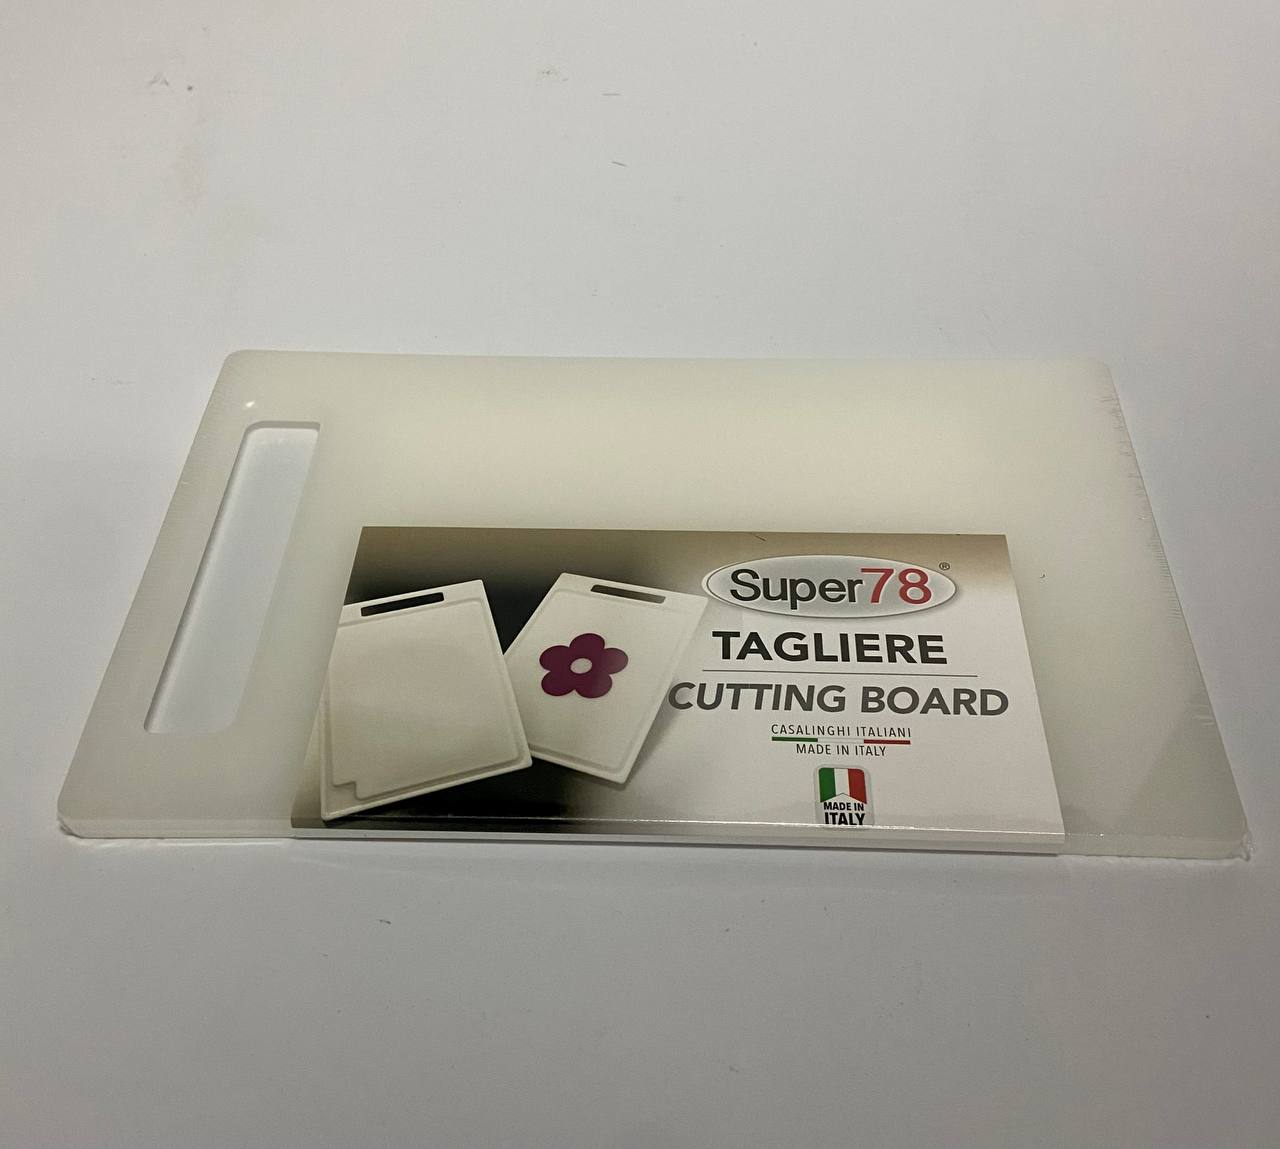 Super78®
TAGLIERE
CUTTING BOARD
CASALINGHI ITALIANI
MADE IN ITALY
MADE IN
ITALY